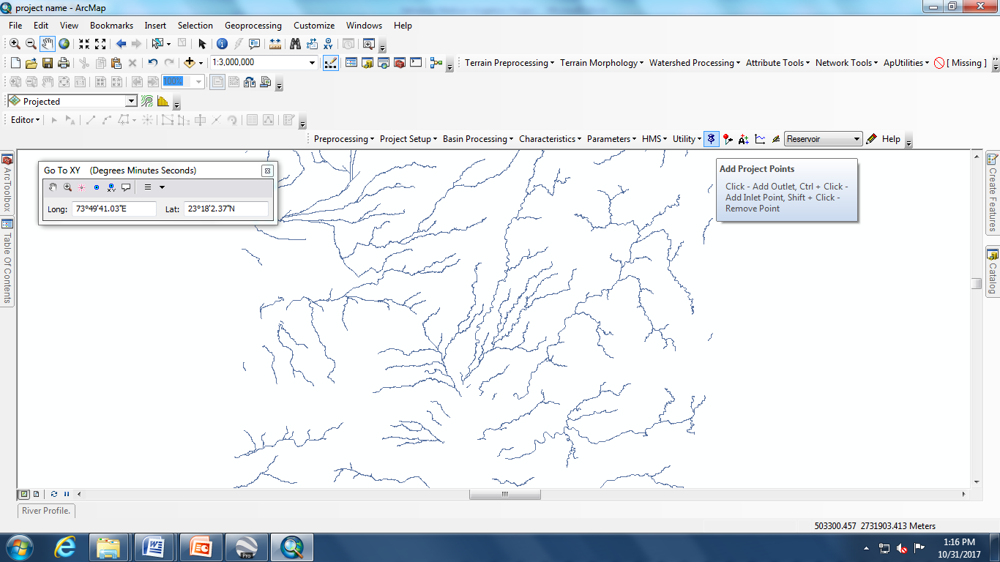 project name - ArcMap
File Edit View Bookmarks Insert Selection Geoprocessing Customize Windows Help
1:3,000,000
Terrain Preprocessing Terrain Morphology Watershed Processing Attribute Tools Network Tools ApUtilities [ Missing ]
100%
Projected
Editor
Preprocessing Project Setup Basin Processing Characteristics Parameters HMS Utility Reservoir Help
ArcToolbox
Table Of Contents
Go To XY (Degrees Minutes Seconds)
Long: 73°49'41.03"E Lat: 23°18'2.37"N
Add Project Points
Click - Add Outlet, Ctrl + Click -
Add Inlet Point, Shift + Click -
Remove Point
Create Features
Catalog
River Profile.
503300.457 2731903.413 Meters
Pro
1:16 PM
10/31/2017